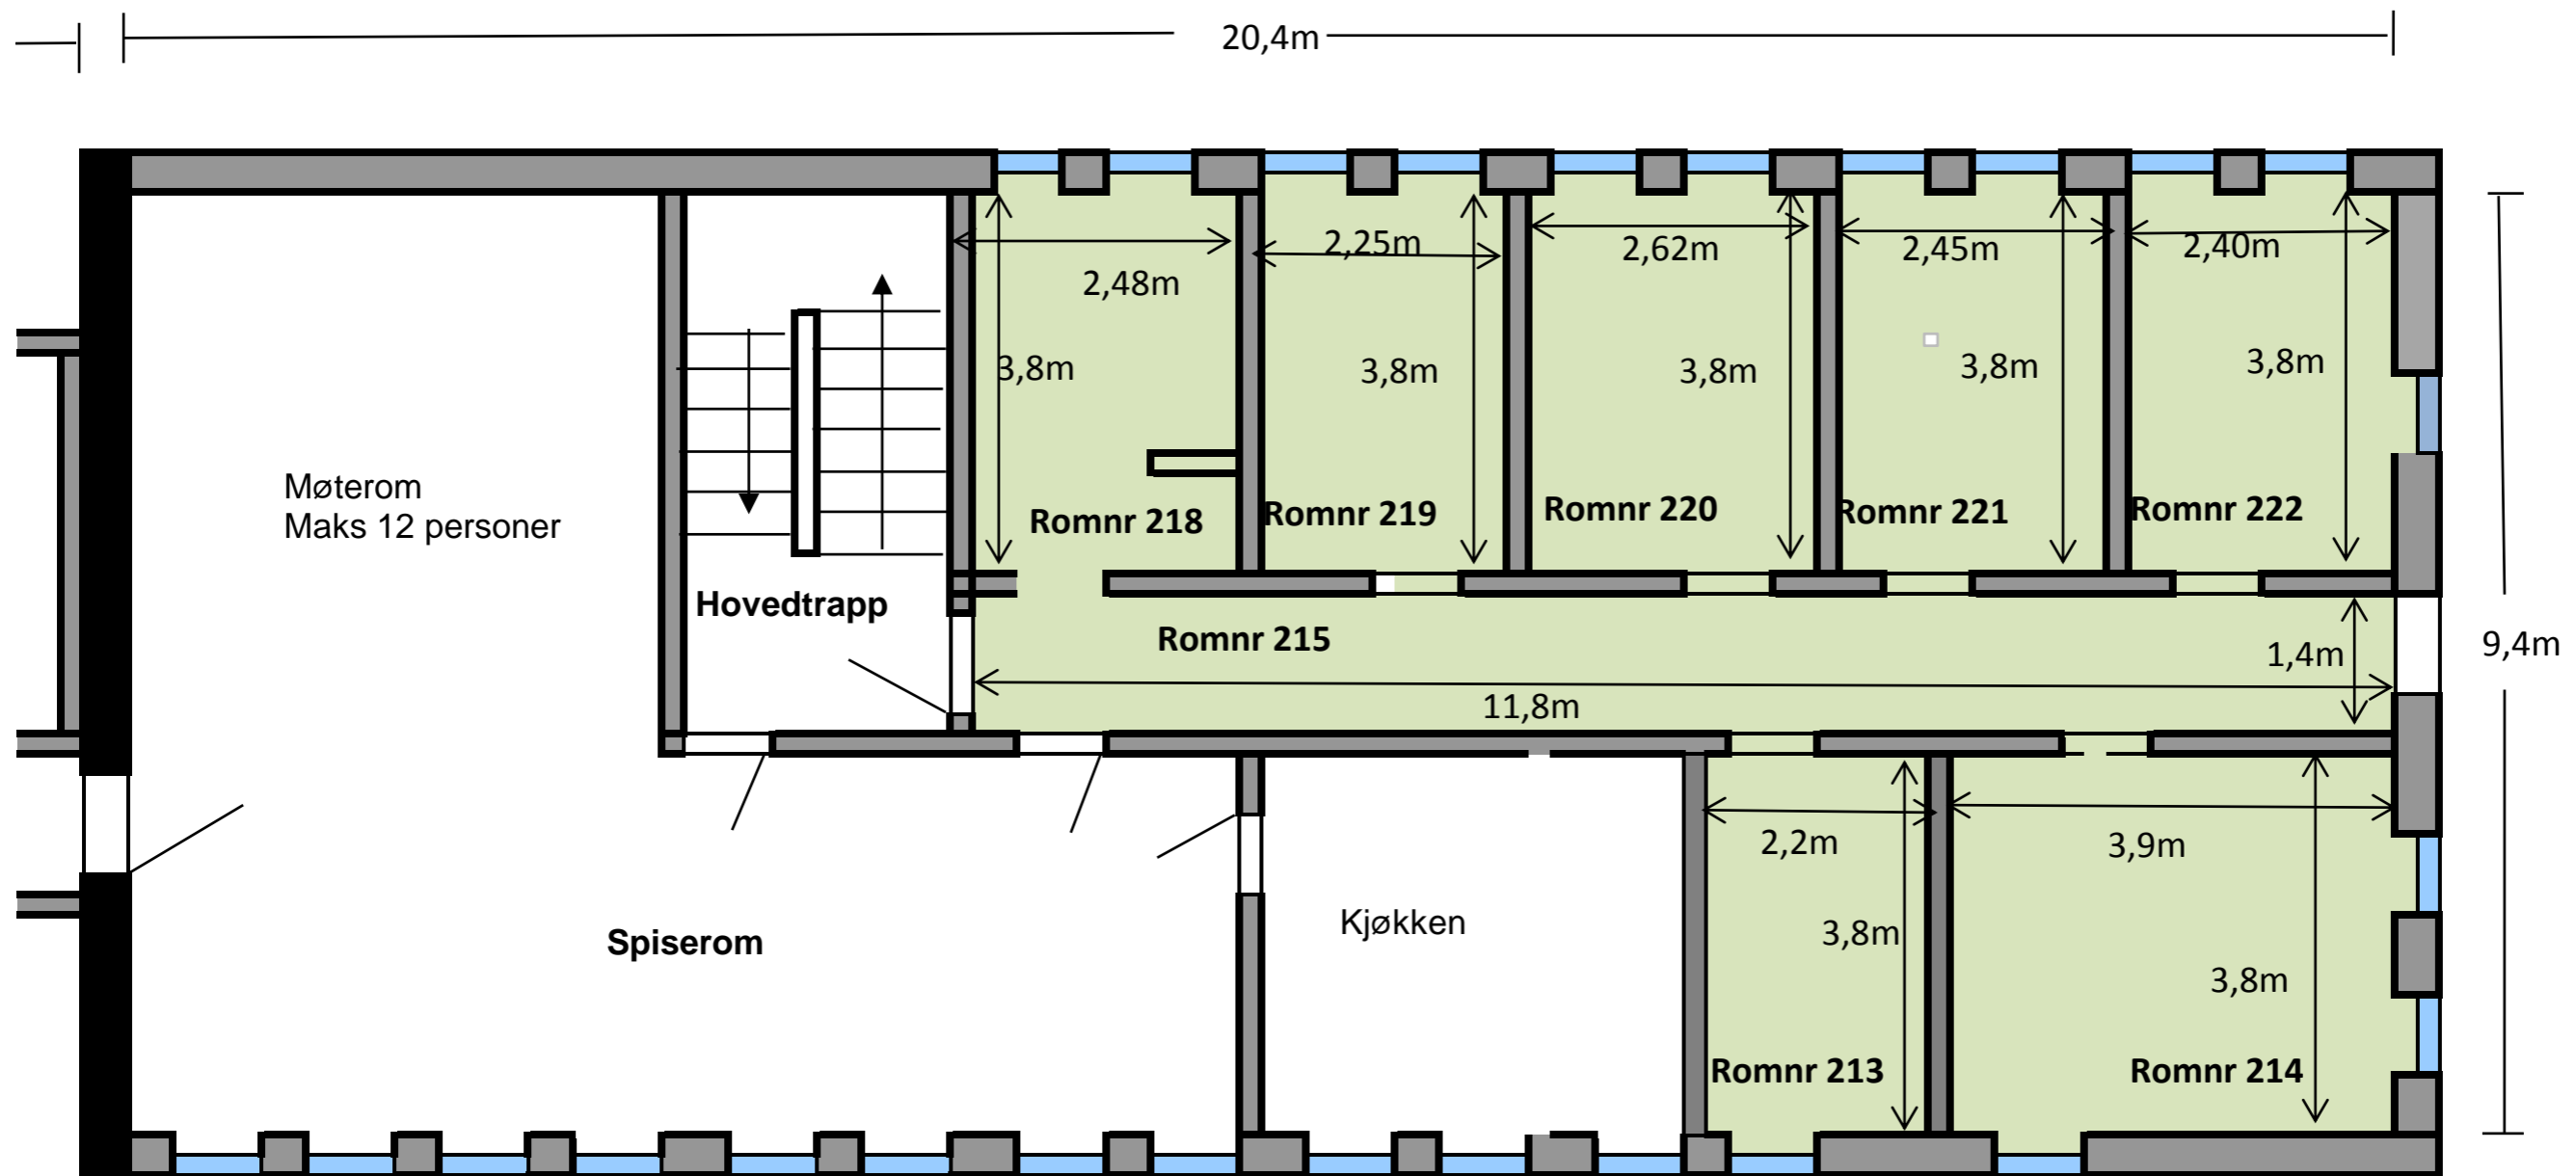 20,4m
2,48m
2,25m
2,62m
2,45m
2,40m
3,8m
3,8m
3,8m
3,8m
3,8m
Møterom
Maks 12 personer
Romnr 218
Romnr 219
Romnr 220
Romnr 221
Romnr 222
Hovedtrapp
Romnr 215
1,4m
9,4m
11,8m
2,2m
3,9m
Spiserom
Kjøkken
3,8m
3,8m
Romnr 213
Romnr 214